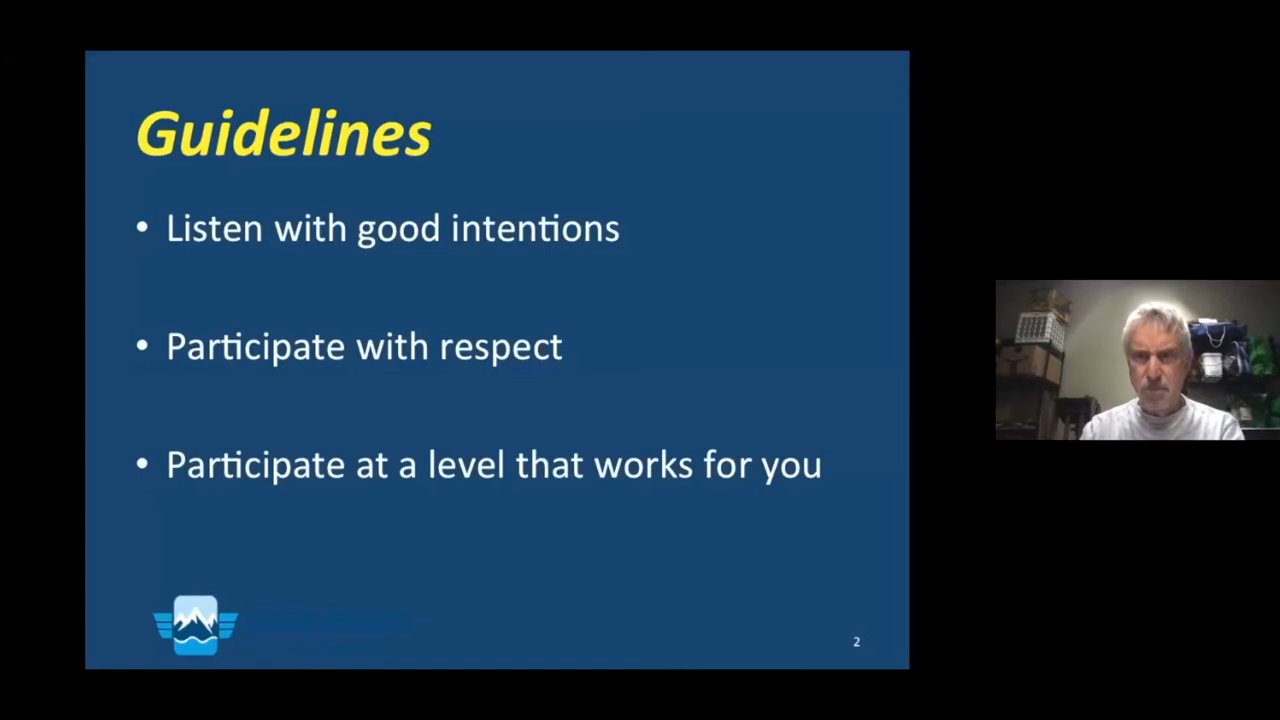 Guidelines
• Listen with good intentions
• Participate with respect
• Participate at a level that works for you
2